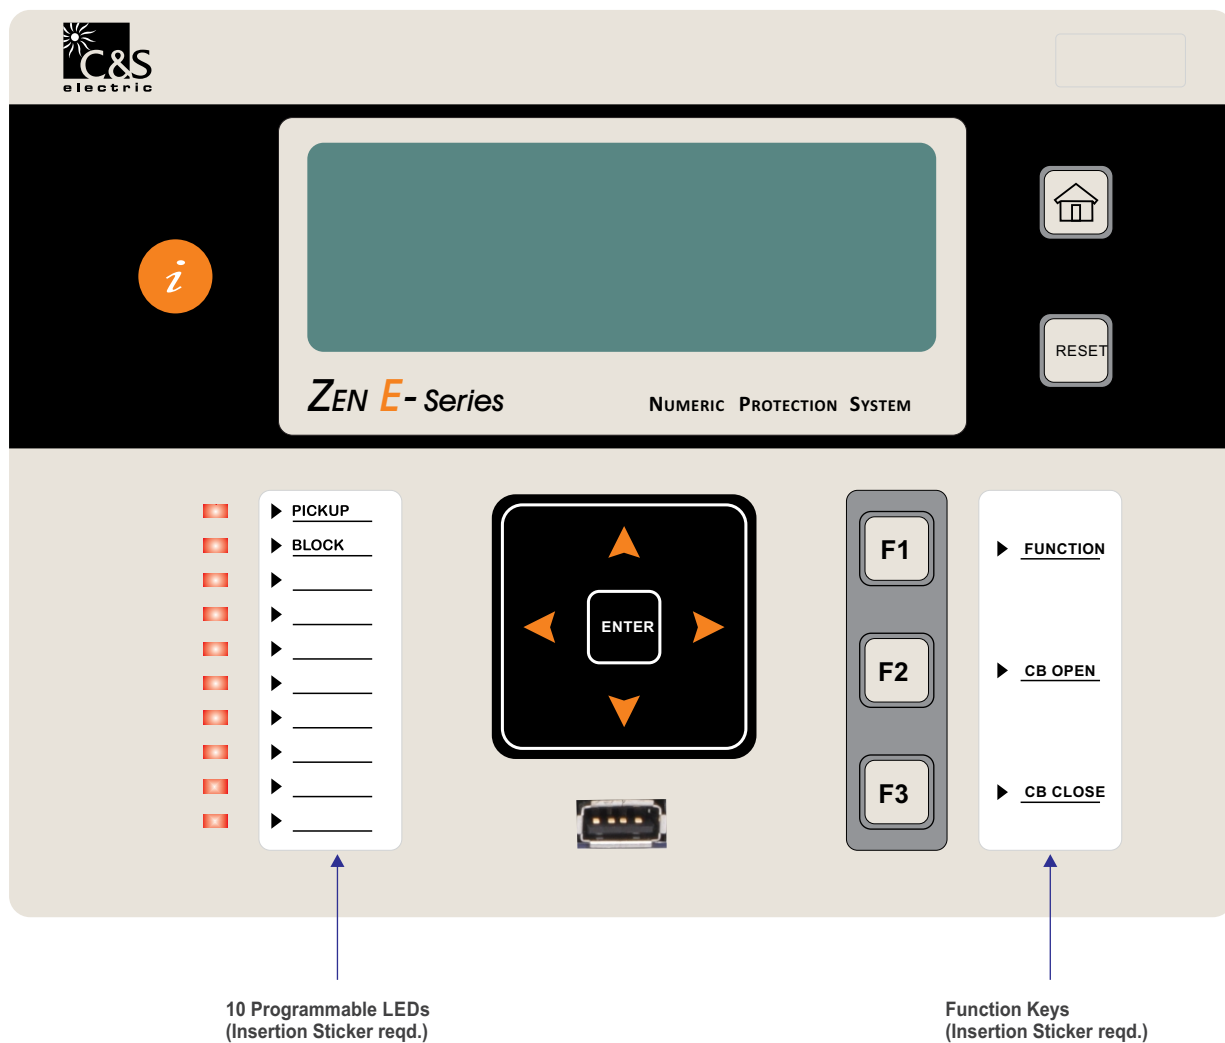 C&S
electric
i
RESET
ZEN E- Series
NUMERIC PROTECTION SYSTEM
PICKUP
BLOCK
ENTER
F1
FUNCTION
F2
CB OPEN
F3
CB CLOSE
10 Programmable LEDs
(Insertion Sticker reqd.)
Function Keys
(Insertion Sticker reqd.)